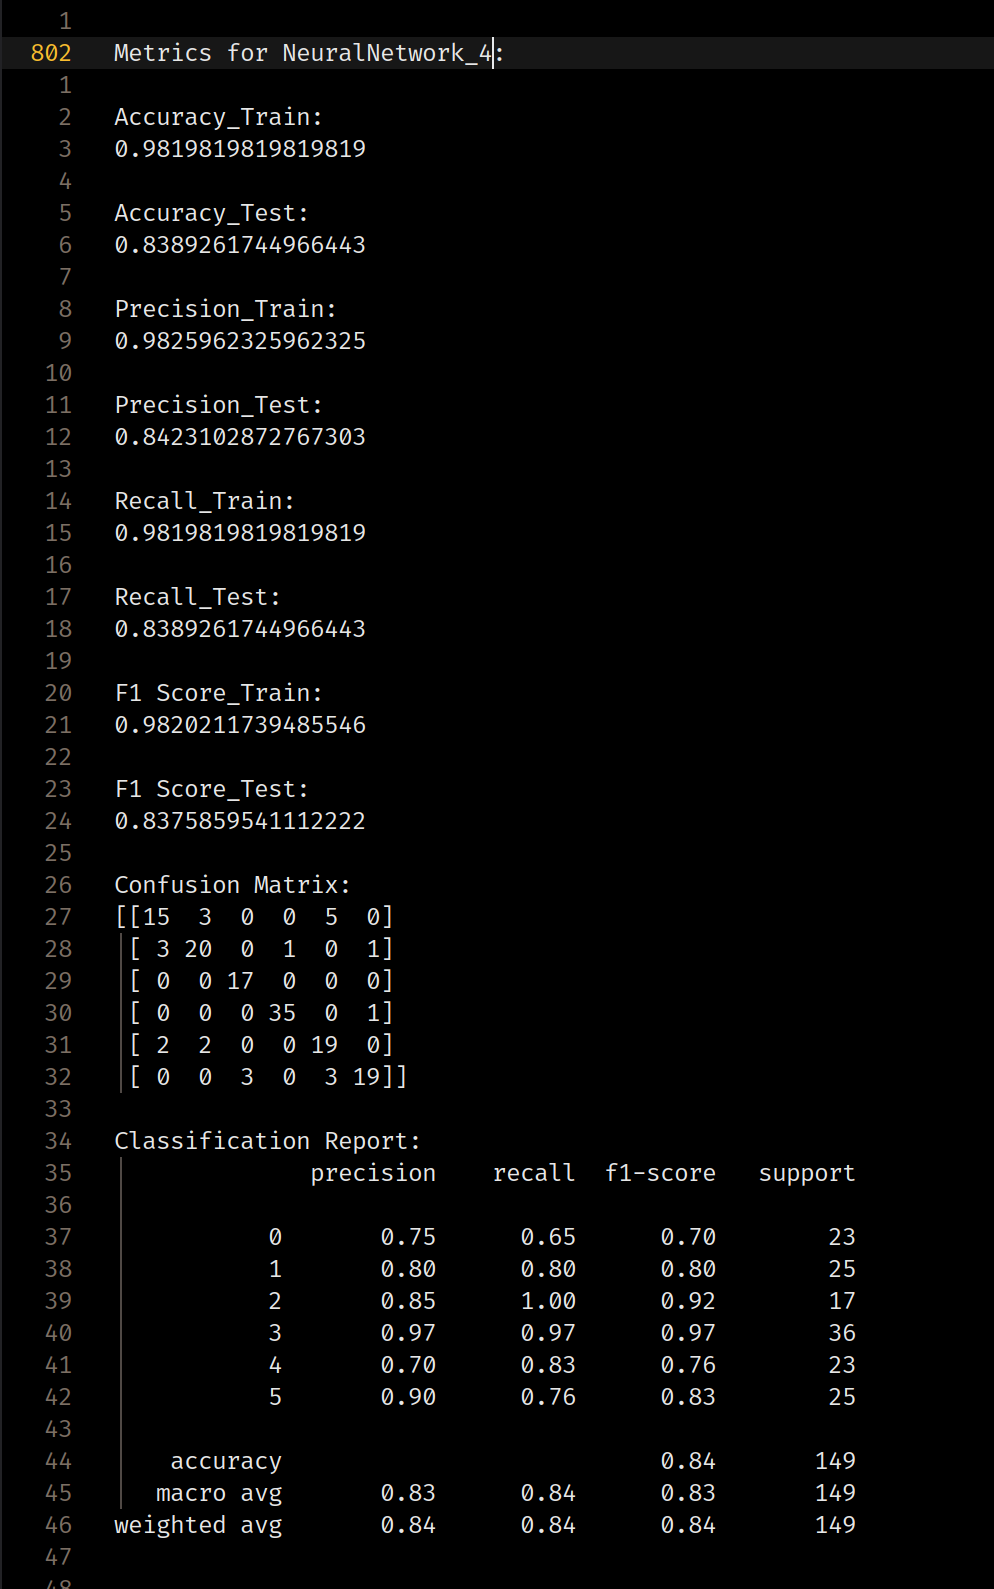 1
802 Metrics for NeuralNetwork_4:
1
2 Accuracy_Train:
3 0.9819819819819819
4
5 Accuracy_Test:
6 0.8389261744966443
7
8 Precision_Train:
9 0.9825962325962325
10
11 Precision_Test:
12 0.8423102872767303
13
14 Recall_Train:
15 0.9819819819819819
16
17 Recall_Test:
18 0.8389261744966443
19
20 F1 Score_Train:
21 0.9820211739485546
22
23 F1 Score_Test:
24 0.8375859541112222
25
26 Confusion Matrix:
27 [[15  3  0  0  5  0]
28  [ 3 20  0  1  0  1]
29  [ 0  0 17  0  0  0]
30  [ 0  0  0 35  0  1]
31  [ 2  2  0  0 19  0]
32  [ 0  0  3  0  3 19]]
33
34 Classification Report:
35               precision    recall  f1-score   support
36
37            0       0.75      0.65      0.70        23
38            1       0.80      0.80      0.80        25
39            2       0.85      1.00      0.92        17
40            3       0.97      0.97      0.97        36
41            4       0.70      0.83      0.76        23
42            5       0.90      0.76      0.83        25
43
44     accuracy                           0.84       149
45    macro avg       0.83      0.84      0.83       149
46 weighted avg       0.84      0.84      0.84       149
47
48